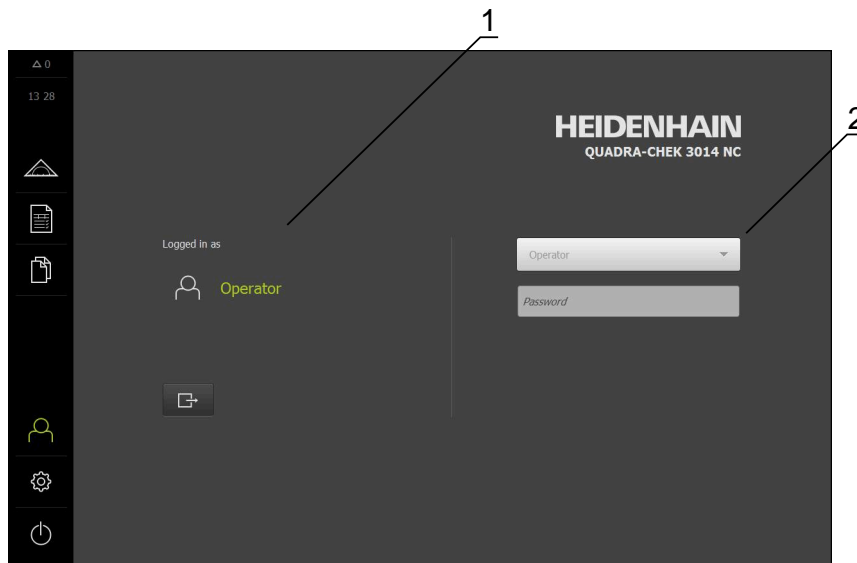 1
2
0
13 28
HEIDENHAIN
QUADRA-CHEK 3014 NC
Logged in as
Operator
Operator
Password